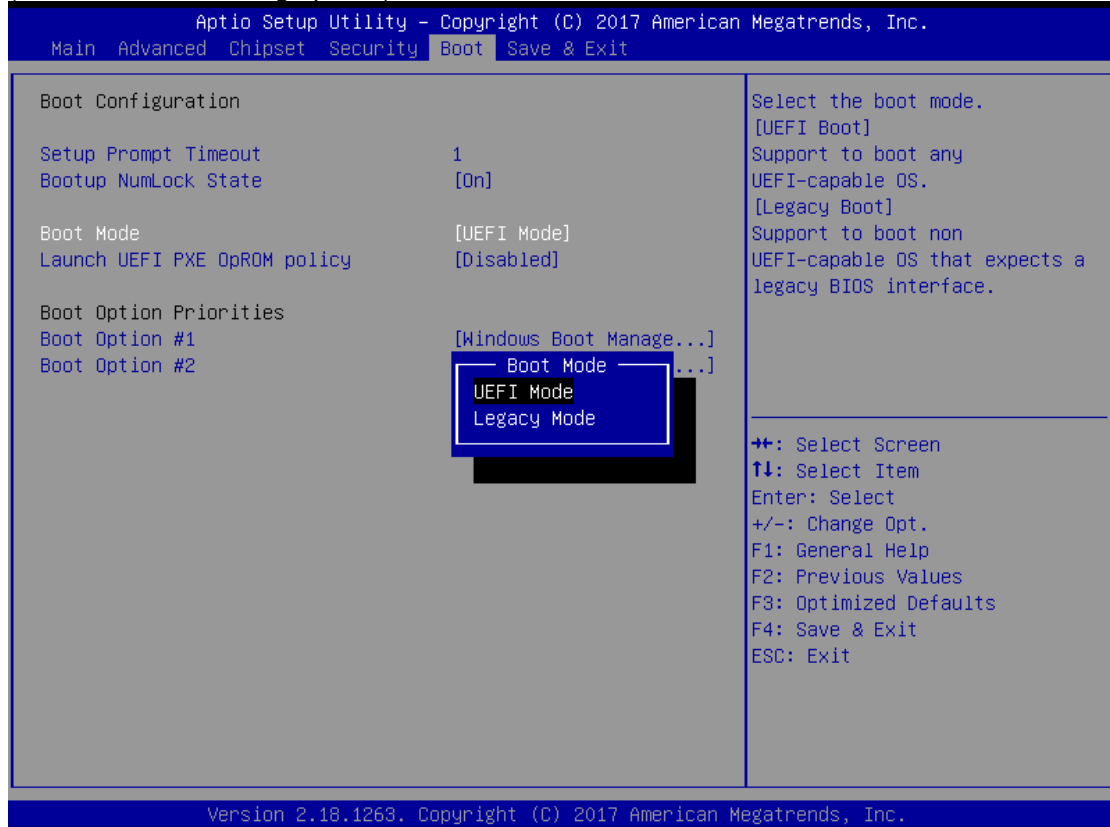 Aptio Setup Utility – Copyright (C) 2017 American Megatrends, Inc.
Main Advanced Chipset Security Boot Save & Exit
Boot Configuration
Setup Prompt Timeout 1
Bootup NumLock State [On]
Boot Mode [UEFI Mode]
Launch UEFI PXE OpROM policy [Disabled]
Boot Option Priorities
Boot Option #1 [Windows Boot Manage...]
Boot Option #2 ...]
Boot Mode
UEFI Mode
Legacy Mode
Select the boot mode.
[UEFI Boot]
Support to boot any
UEFI-capable OS.
[Legacy Boot]
Support to boot non
UEFI-capable OS that expects a
legacy BIOS interface.
→←: Select Screen
↑↓: Select Item
Enter: Select
+/-: Change Opt.
F1: General Help
F2: Previous Values
F3: Optimized Defaults
F4: Save & Exit
ESC: Exit
Version 2.18.1263. Copyright (C) 2017 American Megatrends, Inc.